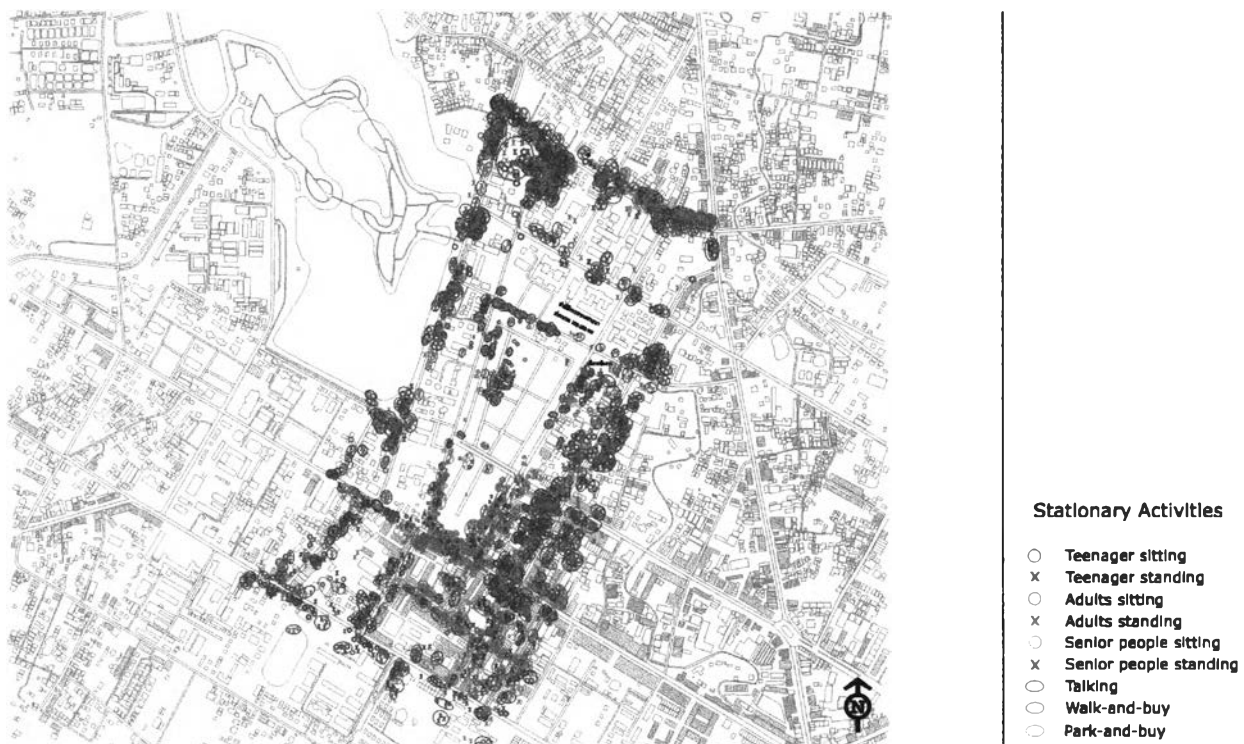 N
Stationary Activities
Teenager sitting
Teenager standing
Adults sitting
Adults standing
Senior people sitting
Senior people standing
Talking
Walk-and-buy
Park-and-buy